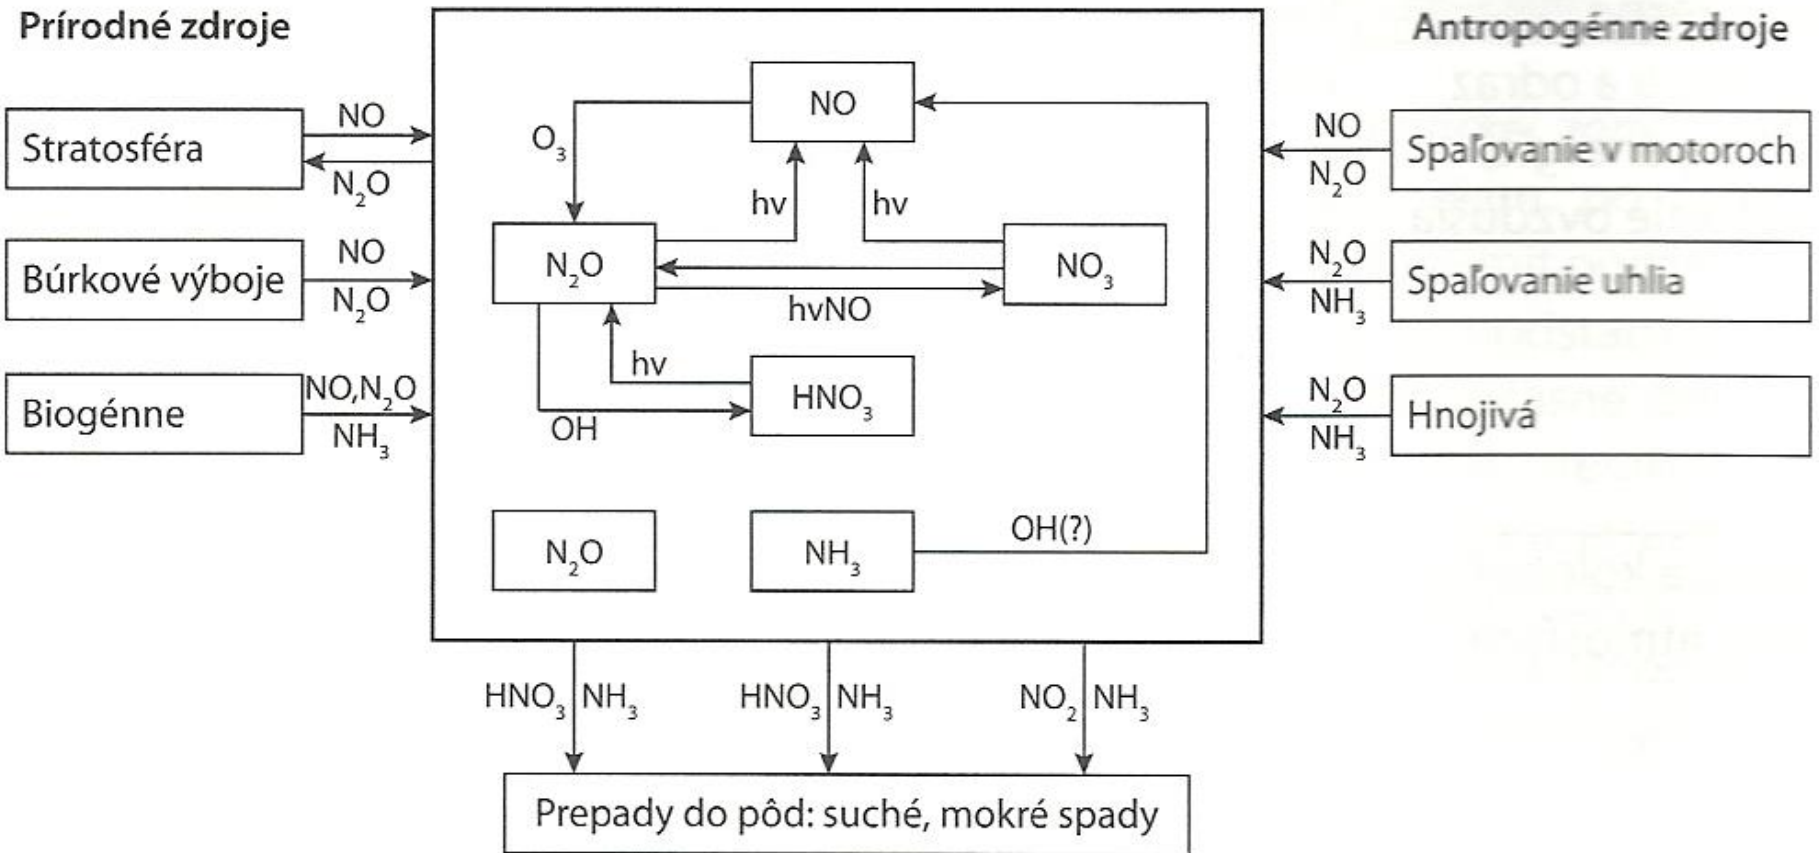 Prírodné zdroje
Antropogénne zdroje
Stratosféra
NO
N₂O
Búrkové výboje
NO
N₂O
Biogénne
NO,N₂O
NH₃
NO
O₃
hv
hv
N₂O
NO₃
hvNO
hv
HNO₃
OH
N₂O
NH₃
OH(?)
NO
N₂O
Spaľovanie v motoroch
N₂O
NH₃
Spaľovanie uhlia
N₂O
NH₃
Hnojivá
HNO₃ NH₃
HNO₃ NH₃
NO₂ NH₃
Prepady do pôd: suché, mokré spady